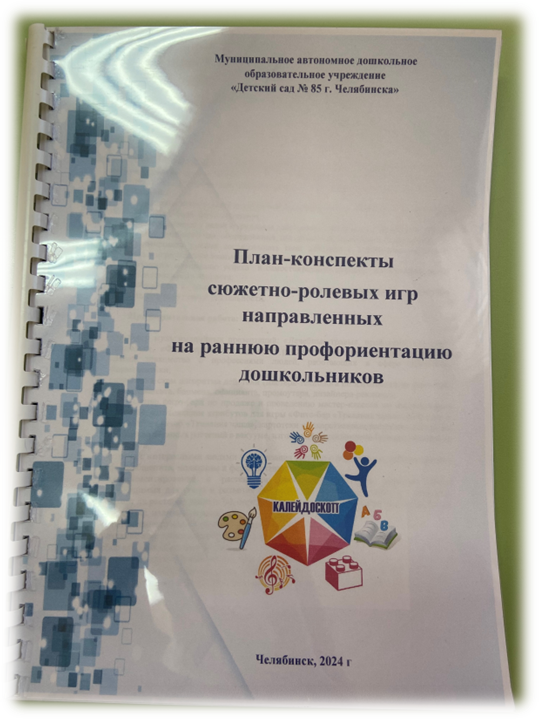 Муниципальное автономное дошкольное
образовательное учреждение
«Детский сад № 85 г. Челябинска»
План-конспекты
сюжетно-ролевых игр
направленных
на раннюю профориентацию
дошкольников
КАЛЕЙДОСКОП
А Б В
Челябинск, 2024 г